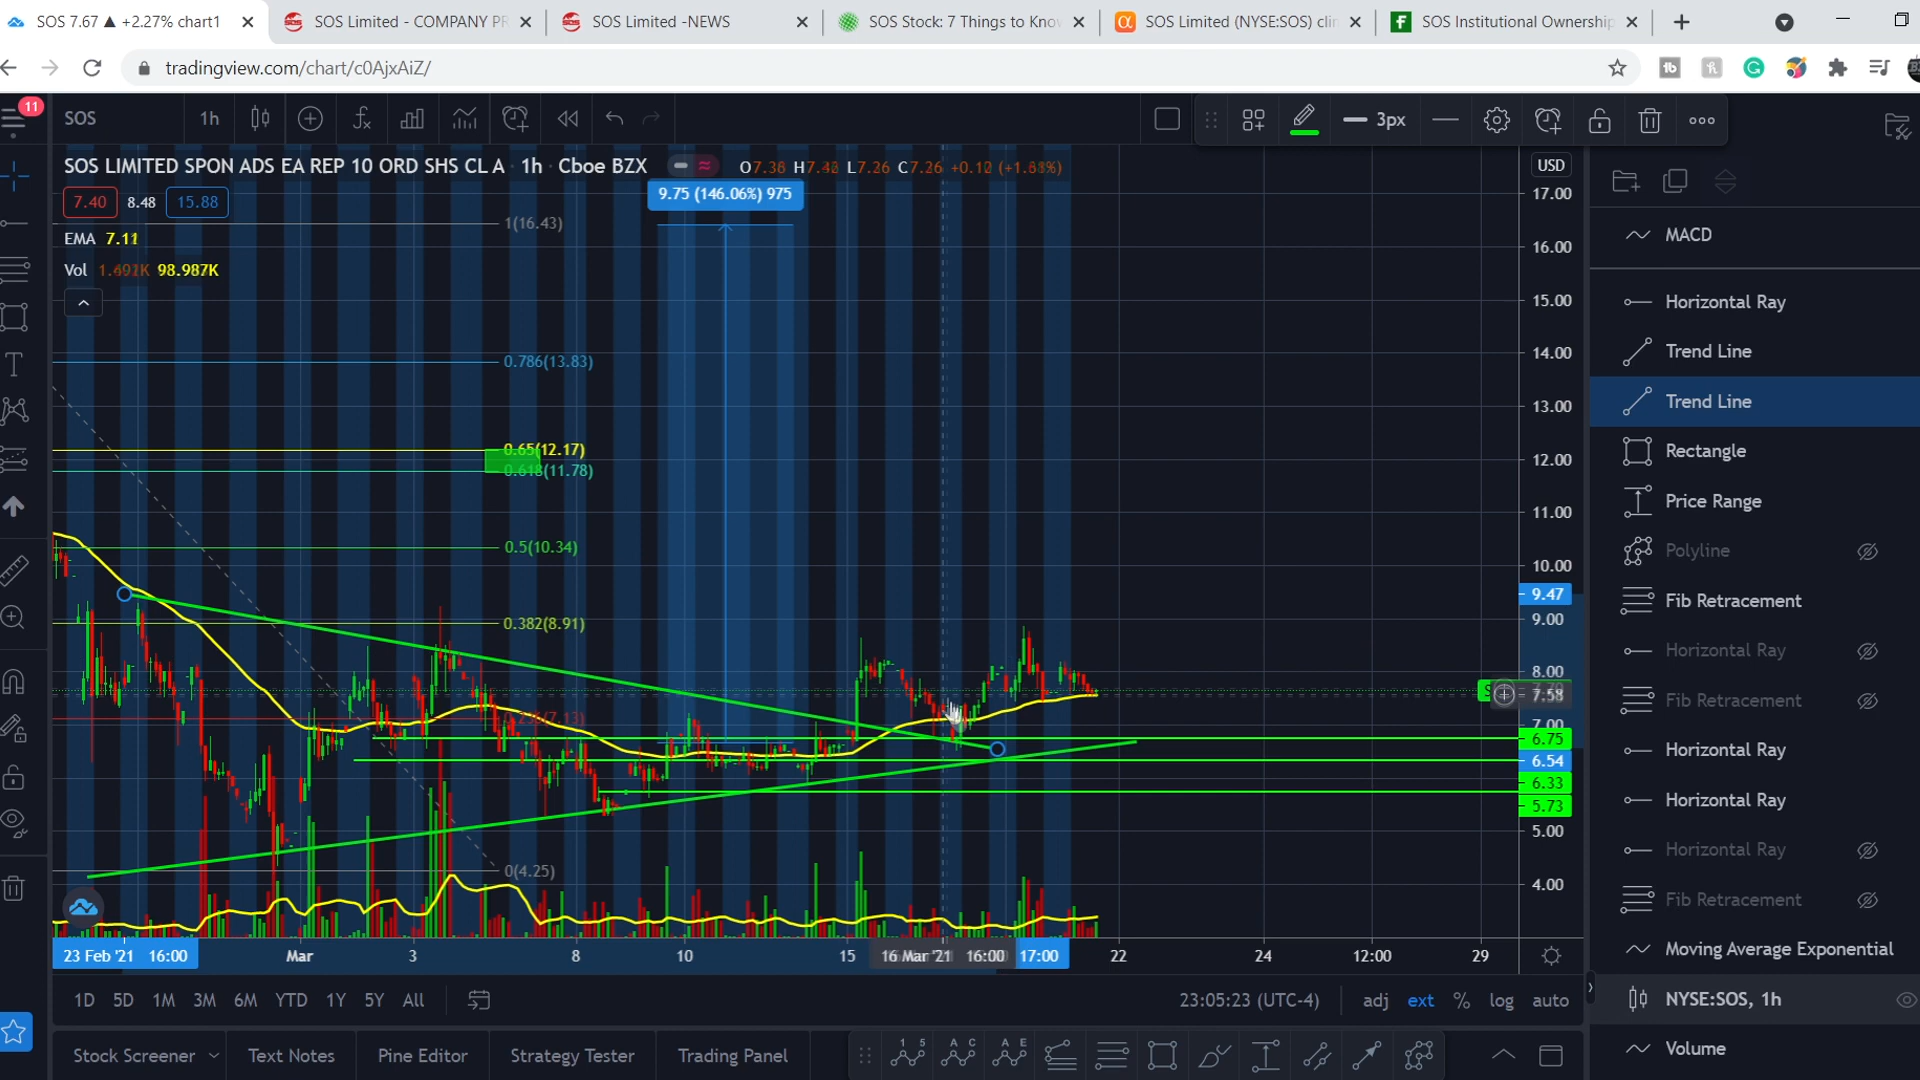 SOS 7.67 ▲ +2.27% chart1
SOS Limited - COMPANY PR
SOS Limited -NEWS
SOS Stock: 7 Things to Know
SOS Limited (NYSE:SOS) clim
SOS Institutional Ownership
tradingview.com/chart/c0AjxAiZ/
11
SOS
1h
3px
SOS LIMITED SPON ADS EA REP 10 ORD SHS CL A · 1h · Cboe BZX
O7.38 H7.48 L7.26 C7.26 +0.12
USD
9.75 (146.06%) 975
7.40
8.48
15.88
EMA 7.11
Vol 98.987K
1(16.43)
0.786(13.83)
0.65(12.17)
0.618(11.78)
0.5(10.34)
0.382(8.91)
0.236(7.13)
0(4.25)
17.00
16.00
15.00
14.00
13.00
12.00
11.00
10.00
9.47
9.00
8.00
7.58
7.00
6.75
6.54
6.33
5.73
5.00
4.00
23 Feb '21 16:00
Mar
3
8
10
15
16 Mar '21 16:00
17:00
22
24
12:00
29
1D 5D 1M 3M 6M YTD 1Y 5Y All
23:05:23 (UTC-4)
adj ext % log auto
Stock Screener
Text Notes
Pine Editor
Strategy Tester
Trading Panel
MACD
Horizontal Ray
Trend Line
Trend Line
Rectangle
Price Range
Polyline
Fib Retracement
Horizontal Ray
Fib Retracement
Horizontal Ray
Horizontal Ray
Horizontal Ray
Fib Retracement
Moving Average Exponential
NYSE:SOS, 1h
Volume